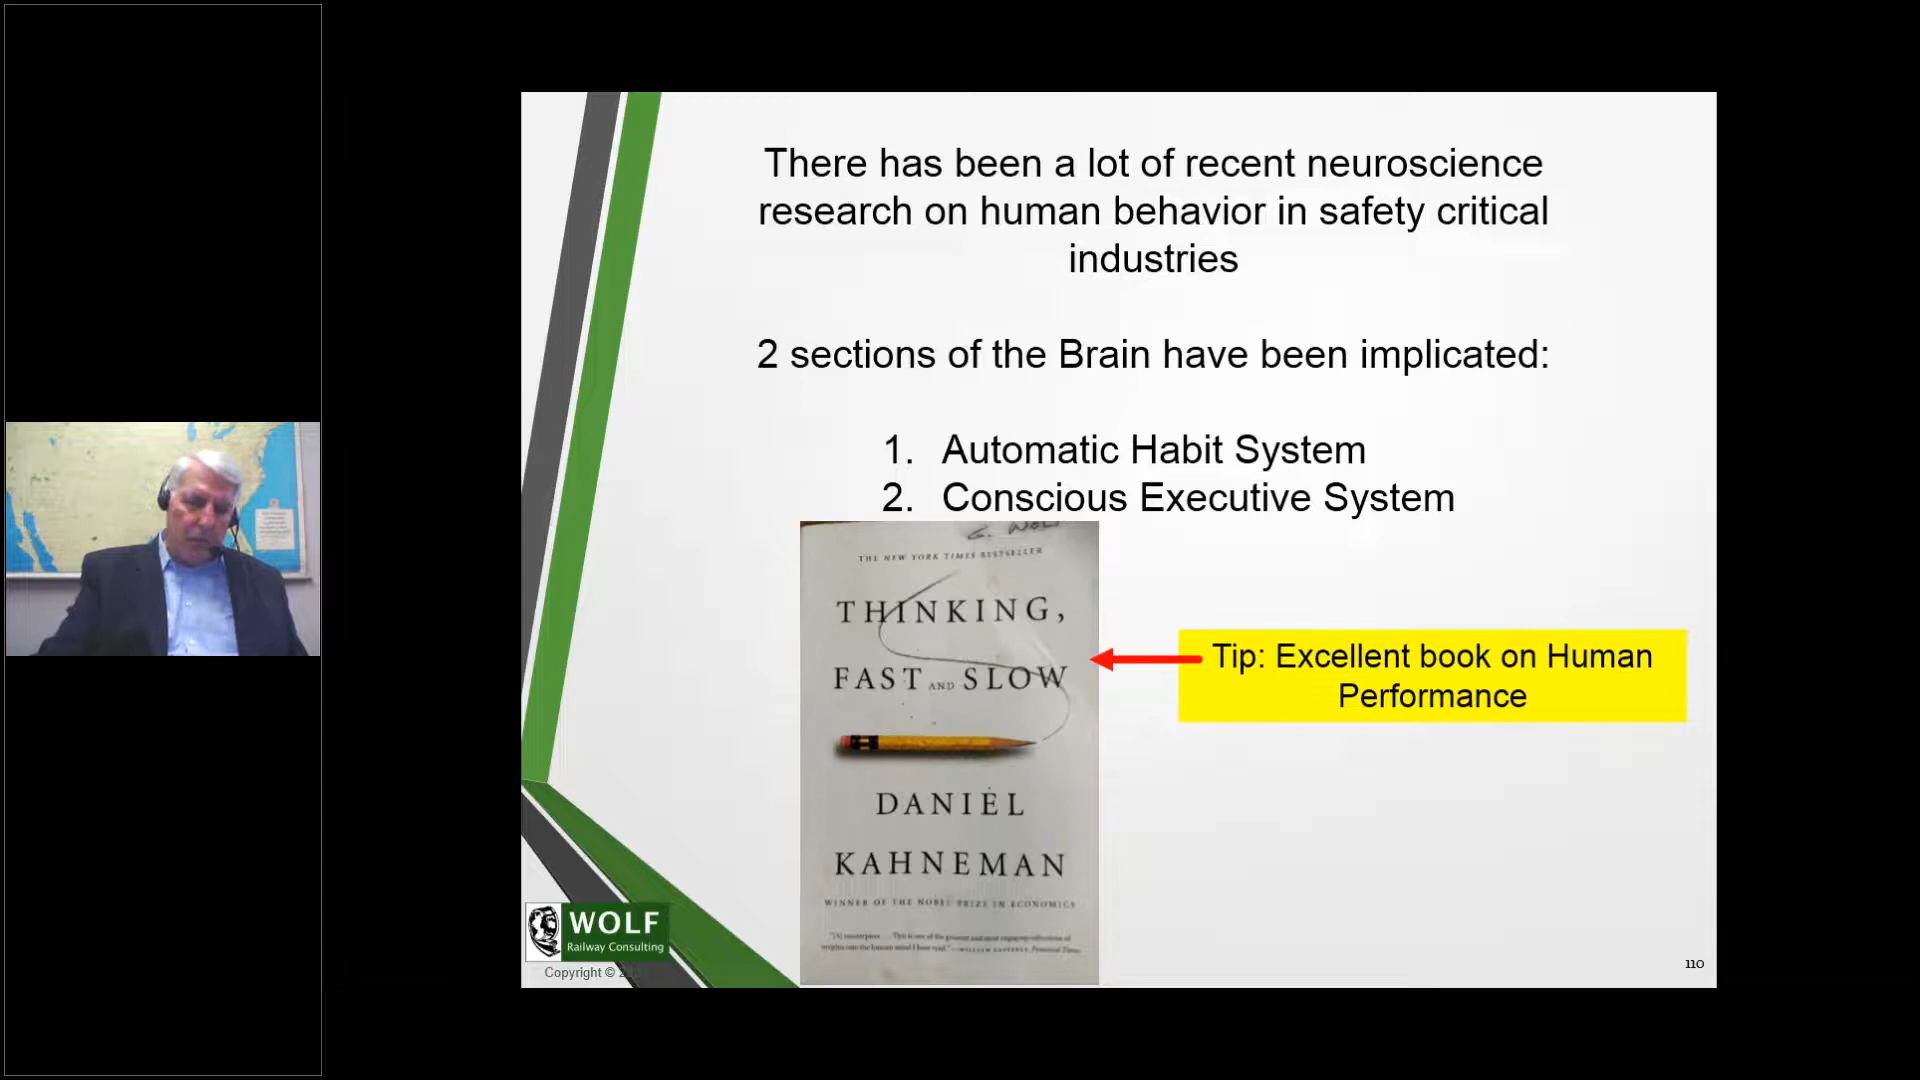 There has been a lot of recent neuroscience
research on human behavior in safety critical
industries
2 sections of the Brain have been implicated:
1. Automatic Habit System
2. Conscious Executive System
G. WOLF
THE NEW YORK TIMES BESTSELLER
THINKING,
FAST AND SLOW
DANIEL
KAHNEMAN
WINNER OF THE NOBEL PRIZE IN ECONOMICS
Tip: Excellent book on Human
Performance
WOLF
Railway Consulting
Copyright ©
110